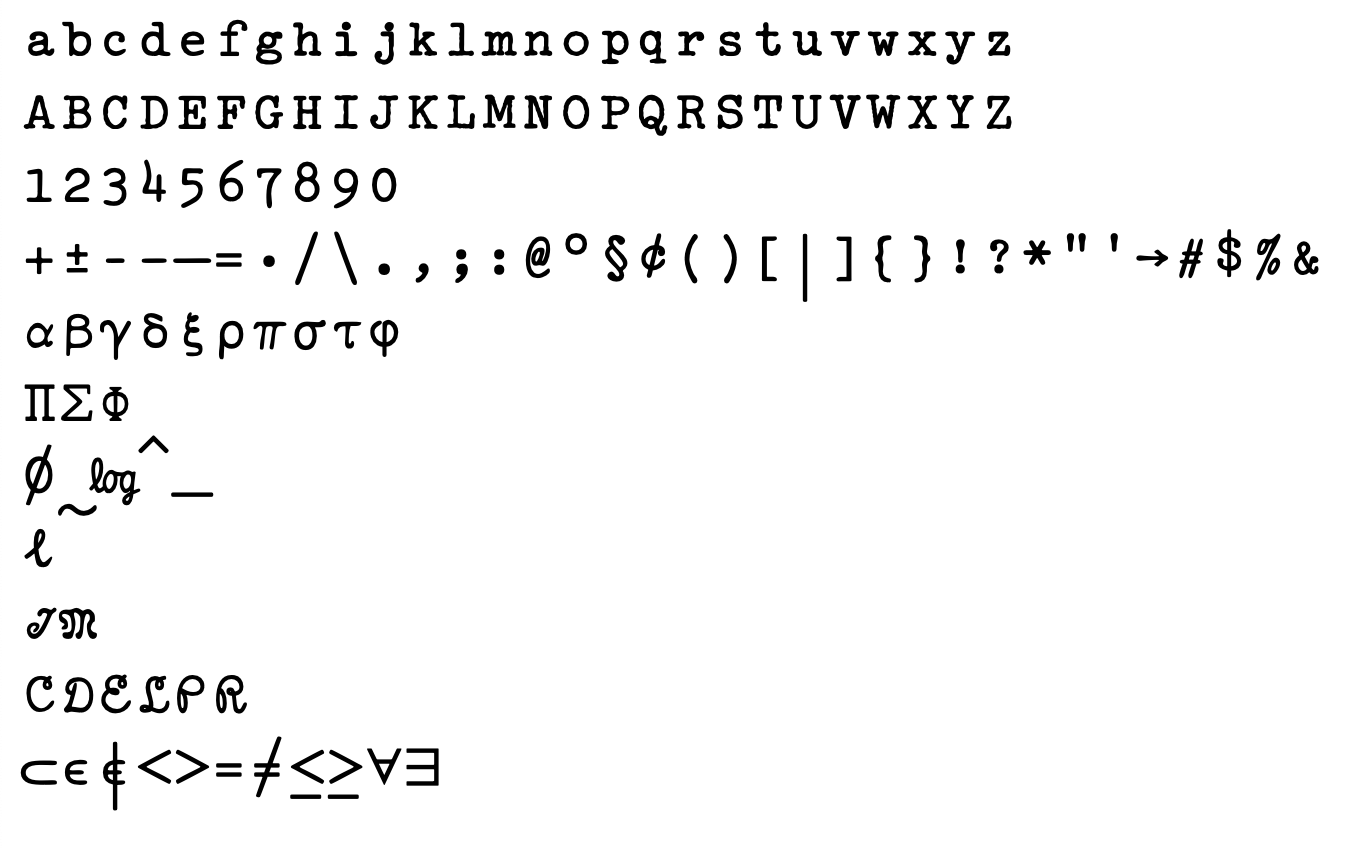 a b c d e f g h i j k l m n o p q r s t u v w x y z
A B C D E F G H I J K L M N O P Q R S T U V W X Y Z
1 2 3 4 5 6 7 8 9 0
+ ± - – — = · / \ . , ; : @ ° § ¢ ( ) [ | ] { } ! ? * " ' → # $ % &
α β γ δ ξ ρ π σ τ φ
Π Σ Φ
∅ ~ log ^ _
ℓ
𝒥 𝔐
𝒞 𝒟 ℰ ℒ 𝒫 ℛ
⊂ ∈ ∉ < > = ≠ ≤ ≥ ∀ ∃